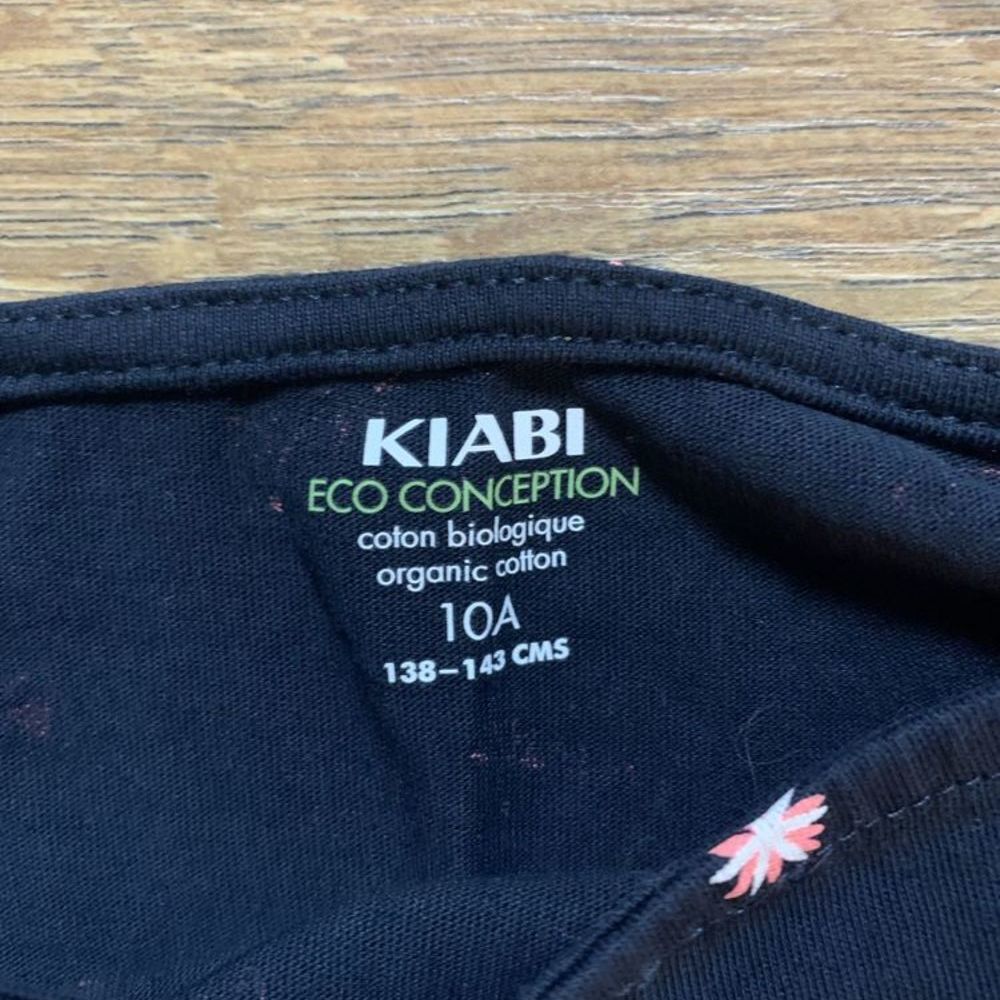 KIABI
ECO CONCEPTION
coton biologique
organic cotton
10A
138-143 CMS